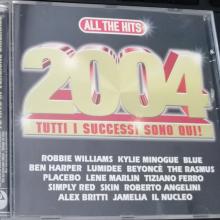 ALL THE HITS
2004
TUTTI I SUCCESSI SONO QUI!
ROBBIE WILLIAMS KYLIE MINOGUE BLUE
BEN HARPER LUMIDEE BEYONCÉ THE RASMUS
PLACEBO LENE MARLIN TIZIANO FERRO
SIMPLY RED SKIN ROBERTO ANGELINI
ALEX BRITTI JAMELIA IL NUCLEO